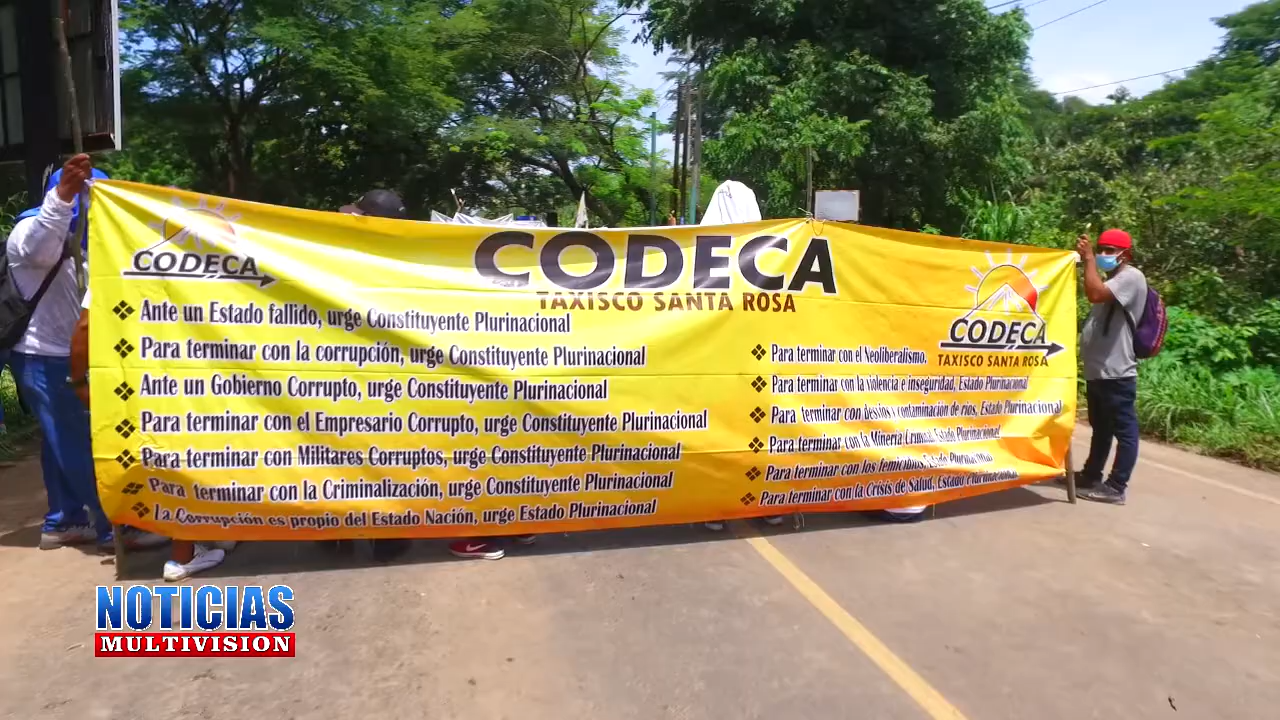 CODECA
CODECA
TAXISCO SANTA ROSA
Ante un Estado fallido, urge Constituyente Plurinacional
Para terminar con la corrupción, urge Constituyente Plurinacional
Ante un Gobierno Corrupto, urge Constituyente Plurinacional
Para terminar con el Empresario Corrupto, urge Constituyente Plurinacional
Para terminar con Militares Corruptos, urge Constituyente Plurinacional
Para terminar con la Criminalización, urge Constituyente Plurinacional
La Corrupción es propio del Estado Nación, urge Estado Plurinacional
CODECA
TAXISCO SANTA ROSA
Para terminar con el Neoliberalismo.
Para terminar con la violencia e inseguridad, Estado Plurinacional
Para terminar con desvíos y contaminación de ríos, Estado Plurinacional
Para terminar con la Minería Criminal Estado Plurinacional
Para terminar con los femicidios, Estado Plurinacional
Para terminar con la Crisis de Salud, Estado Plurinacional.
NOTICIAS
MULTIVISION